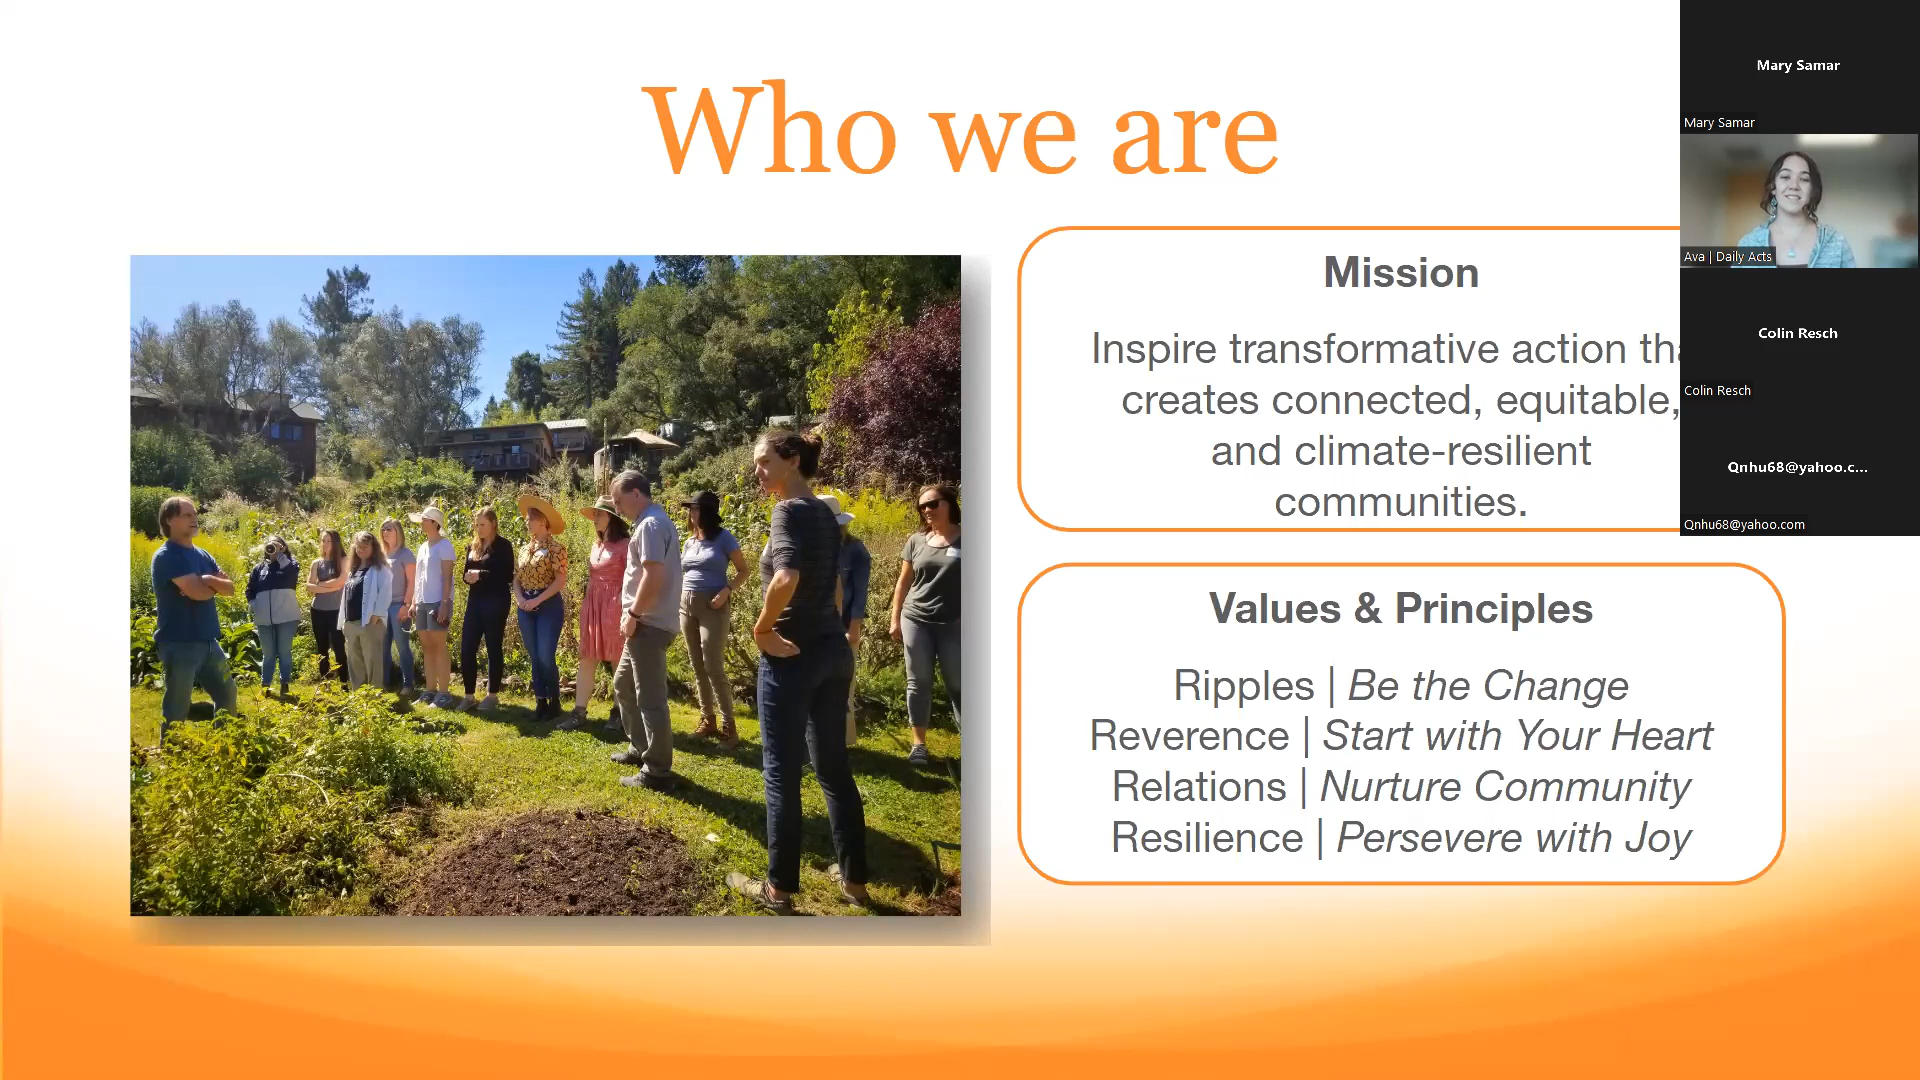 Who we are
Mission
Inspire transformative action
creates connected, equitable,
and climate-resilient
communities.
Values & Principles
Ripples | Be the Change
Reverence | Start with Your Heart
Relations | Nurture Community
Resilience | Persevere with Joy
Mary Samar
Mary Samar
Ava | Daily Acts
Colin Resch
Colin Resch
Qnhu68@yahoo.c...
Qnhu68@yahoo.com